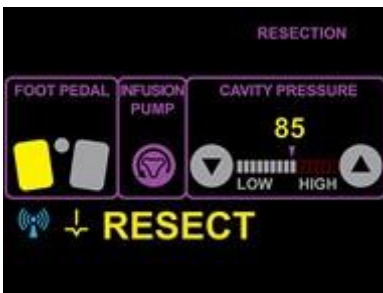 RESECTION
FOOT PEDAL
INFUSION
PUMP
CAVITY PRESSURE
85
LOW
HIGH
RESECT